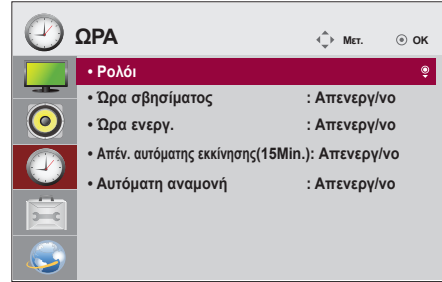 ΩΡΑ Μετ. OK
• Ρολόι
• Ώρα σβησίματος : Απενεργ/νο
• Ώρα ενεργ. : Απενεργ/νο
• Απέν. αυτόματης εκκίνησης(15Min.): Απενεργ/νο
• Αυτόματη αναμονή : Απενεργ/νο